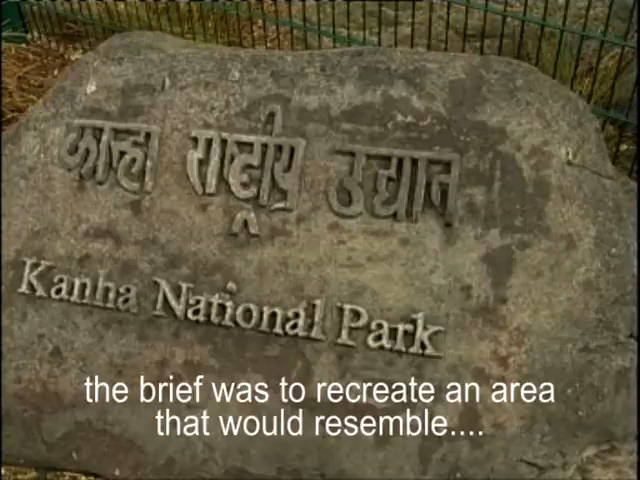 कान्हा राष्ट्रीय उद्यान
Kanha National Park
the brief was to recreate an area
that would resemble....